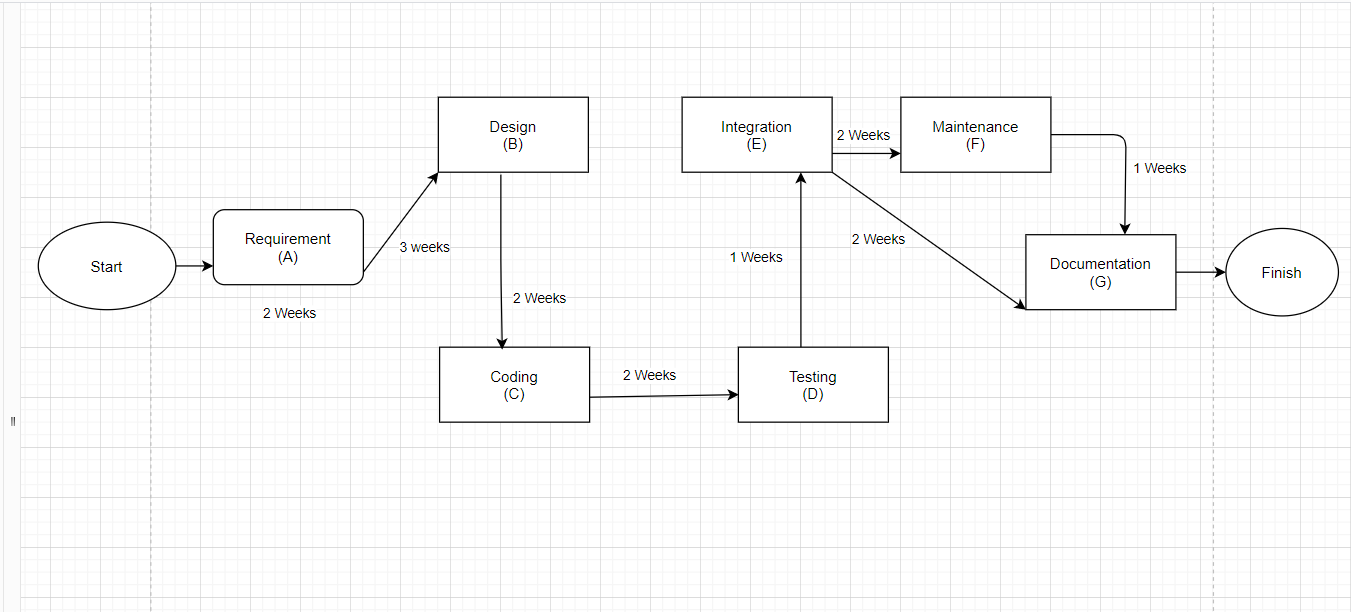 Start
Requirement
(A)
2 Weeks
3 weeks
Design
(B)
2 Weeks
Coding
(C)
2 Weeks
Testing
(D)
1 Weeks
Integration
(E)
2 Weeks
2 Weeks
Maintenance
(F)
1 Weeks
Documentation
(G)
Finish